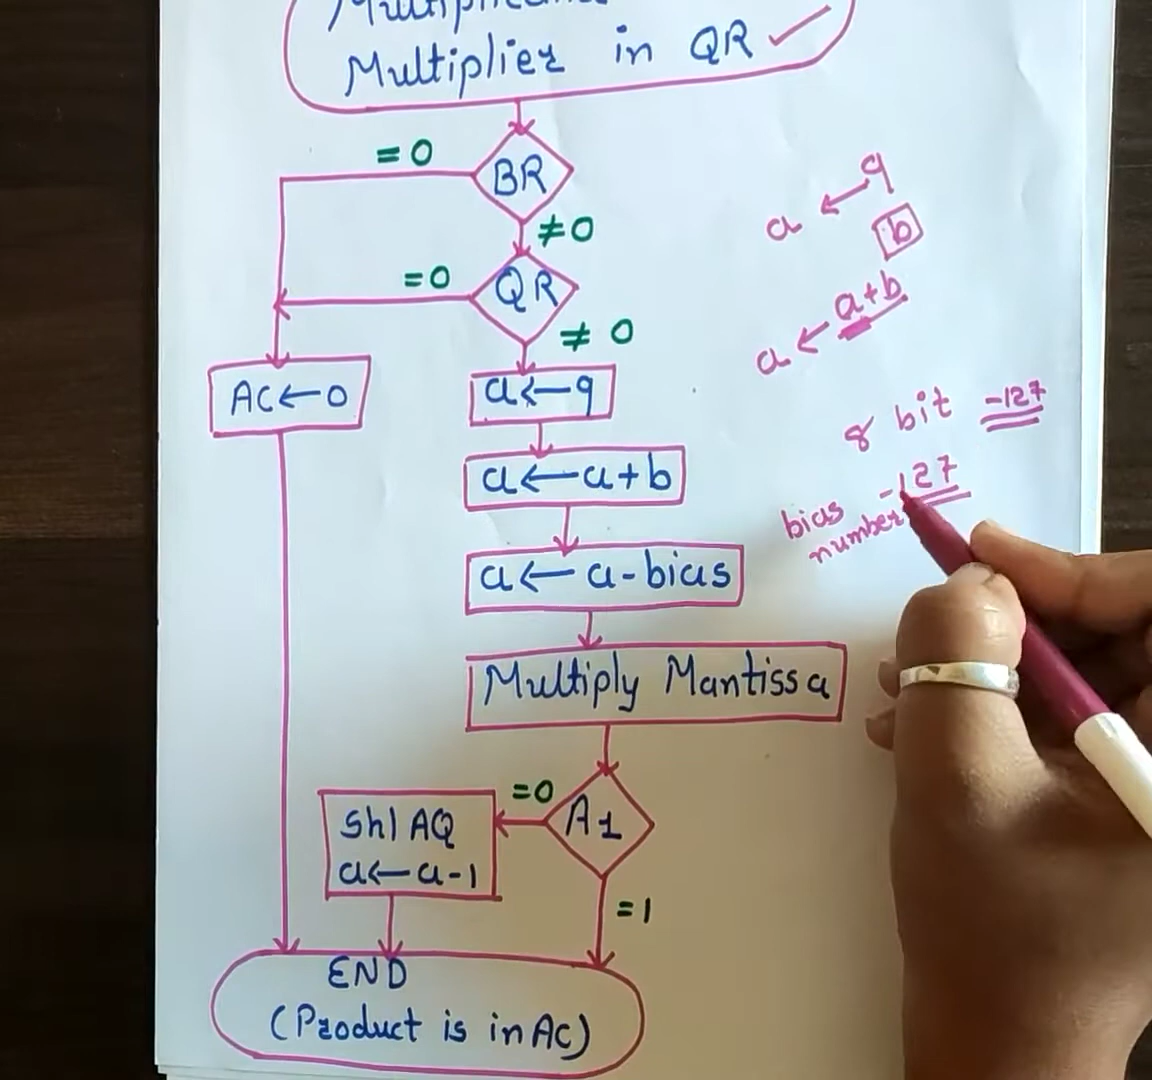 Multiplier in QR
= 0
BR
≠ 0
= 0
QR
≠ 0
AC ← 0
a ← q
a ← a + b
a ← a - bias
Multiply Mantissa
= 0
A1
Shl AQ
a ← a - 1
= 1
END
(Product is in AC)
a ← q
b
a ← a + b
8 bit -127
bias -127
number